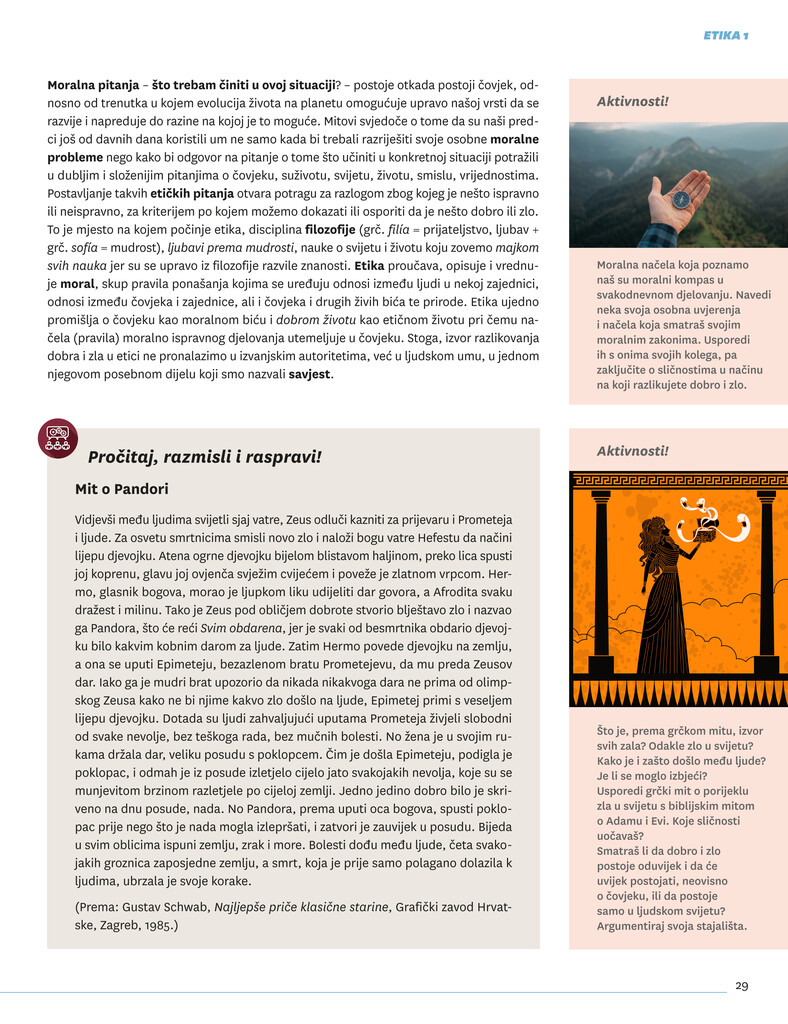 ETIKA 1
Moralna pitanja – što trebam činiti u ovoj situaciji? – postoje otkada postoji čovjek, od-
nosno od trenutka u kojem evolucija života na planetu omogućuje upravo našoj vrsti da se
razvije i napreduje do razine na kojoj je to moguće. Mitovi svjedoče o tome da su naši pred-
ci još od davnih dana koristili um ne samo kada bi trebali razriješiti svoje osobne moralne
probleme nego kako bi odgovor na pitanje o tome što učiniti u konkretnoj situaciji potražili
u dubljim i složenijim pitanjima o čovjeku, suživotu, svijetu, životu, smislu, vrijednostima.
Postavljanje takvih etičkih pitanja otvara potragu za razlogom zbog kojeg je nešto ispravno
ili neispravno, za kriterijem po kojem možemo dokazati ili osporiti da je nešto dobro ili zlo.
To je mjesto na kojem počinje etika, disciplina filozofije (grč. filía = prijateljstvo, ljubav +
grč. sofía = mudrost), ljubavi prema mudrosti, nauke o svijetu i životu koju zovemo majkom
svih nauka jer su se upravo iz filozofije razvile znanosti. Etika proučava, opisuje i vrednu-
je moral, skup pravila ponašanja kojima se uređuju odnosi između ljudi u nekoj zajednici,
odnosi između čovjeka i zajednice, ali i čovjeka i drugih živih bića te prirode. Etika ujedno
promišlja o čovjeku kao moralnom biću i dobrom životu kao etičnom životu pri čemu na-
čela (pravila) moralno ispravnog djelovanja utemeljuje u čovjeku. Stoga, izvor razlikovanja
dobra i zla u etici ne pronalazimo u izvanjskim autoritetima, već u ljudskom umu, u jednom
njegovom posebnom dijelu koji smo nazvali savjest.
Aktivnosti!
Moralna načela koja poznamo
naš su moralni kompas u
svakodnevnom djelovanju. Navedi
neka svoja osobna uvjerenja
i načela koja smatraš svojim
moralnim zakonima. Usporedi
ih s onima svojih kolega, pa
zaključite o sličnostima u načinu
na koji razlikujete dobro i zlo.
Pročitaj, razmisli i raspravi!
Mit o Pandori
Vidjevši među ljudima svijetli sjaj vatre, Zeus odluči kazniti za prijevaru i Prometeja
i ljude. Za osvetu smrtnicima smisli novo zlo i naloži bogu vatre Hefestu da načini
lijepu djevojku. Atena ogrne djevojku bijelom blistavom haljinom, preko lica spusti
joj koprenu, glavu joj ovjenča svježim cvijećem i poveže je zlatnom vrpcom. Her-
mo, glasnik bogova, morao je ljupkom liku udijeliti dar govora, a Afrodita svaku
dražest i milinu. Tako je Zeus pod obličjem dobrote stvorio blještavo zlo i nazvao
ga Pandora, što će reći Svim obdarena, jer je svaki od besmrtnika obdario djevoj-
ku bilo kakvim kobnim darom za ljude. Zatim Hermo povede djevojku na zemlju,
a ona se uputi Epimeteju, bezazlenom bratu Prometejevu, da mu preda Zeusov
dar. Iako ga je mudri brat upozorio da nikada nikakvoga dara ne prima od olimp-
skog Zeusa kako ne bi njime kakvo zlo došlo na ljude, Epimetej primi s veseljem
lijepu djevojku. Dotada su ljudi zahvaljujući uputama Prometeja živjeli slobodni
od svake nevolje, bez teškoga rada, bez mučnih bolesti. No žena je u svojim ru-
kama držala dar, veliku posudu s poklopcem. Čim je došla Epimeteju, podigla je
poklopac, i odmah je iz posude izletjelo cijelo jato svakojakih nevolja, koje su se
munjevitom brzinom razletjele po cijeloj zemlji. Jedno jedino dobro bilo je skri-
veno na dnu posude, nada. No Pandora, prema uputi oca bogova, spusti poklo-
pac prije nego što je nada mogla izlepršati, i zatvori je zauvijek u posudu. Bijeda
u svim oblicima ispuni zemlju, zrak i more. Bolesti dođu među ljude, četa svako-
jakih groznica zaposjedne zemlju, a smrt, koja je prije samo polagano dolazila k
ljudima, ubrzala je svoje korake.
(Prema: Gustav Schwab, Najljepše priče klasične starine, Grafički zavod Hrvat-
ske, Zagreb, 1985.)
Aktivnosti!
Što je, prema grčkom mitu, izvor
svih zala? Odakle zlo u svijetu?
Kako je i zašto došlo među ljude?
Je li se moglo izbjeći?
Usporedi grčki mit o porijeklu
zla u svijetu s biblijskim mitom
o Adamu i Evi. Koje sličnosti
uočavaš?
Smatraš li da dobro i zlo
postoje oduvijek i da će
uvijek postojati, neovisno
o čovjeku, ili da postoje
samo u ljudskom svijetu?
Argumentiraj svoja stajališta.
29